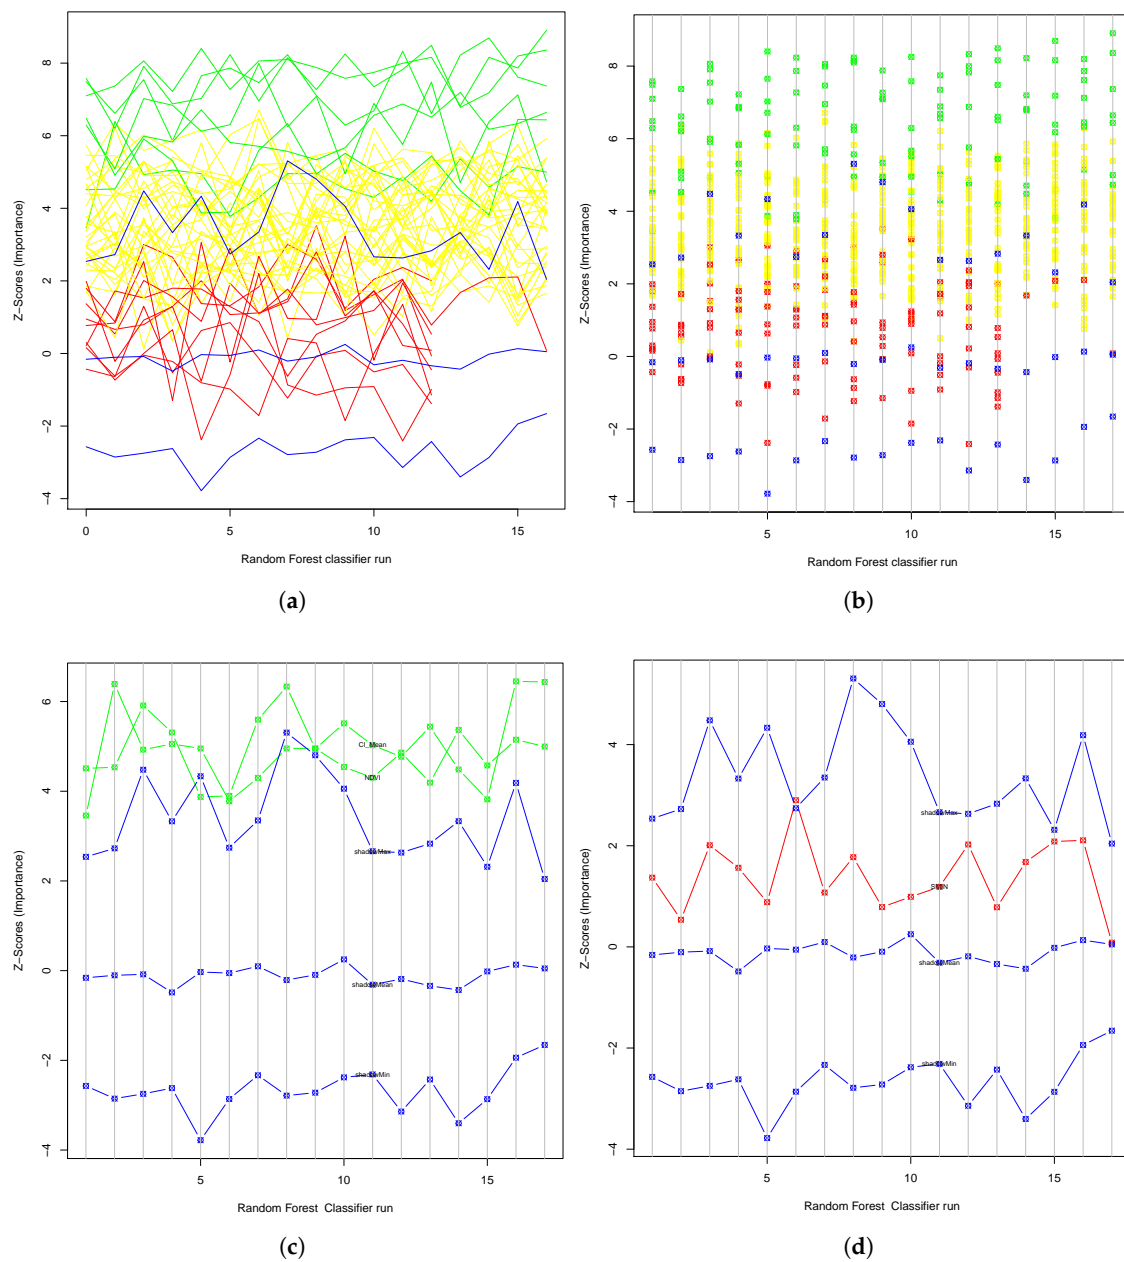 8
6
4
2
0
−2
−4
Z−Scores (Importance)
0 5 10 15
Random Forest classifier run
(a)
8
6
4
2
0
−2
−4
Z−Scores (Importance)
5 10 15
Random Forest classifier run
(b)
6
4
2
0
−2
−4
Z−Scores (Importance)
CI_Mean
NDVI
shadowMax
shadowMean
shadowMin
5 10 15
Random Forest  Classifier run
(c)
4
2
0
−2
−4
Z−Scores (Importance)
shadowMax
shadowMean
shadowMin
5 10 15
Random Forest  Classifier run
(d)